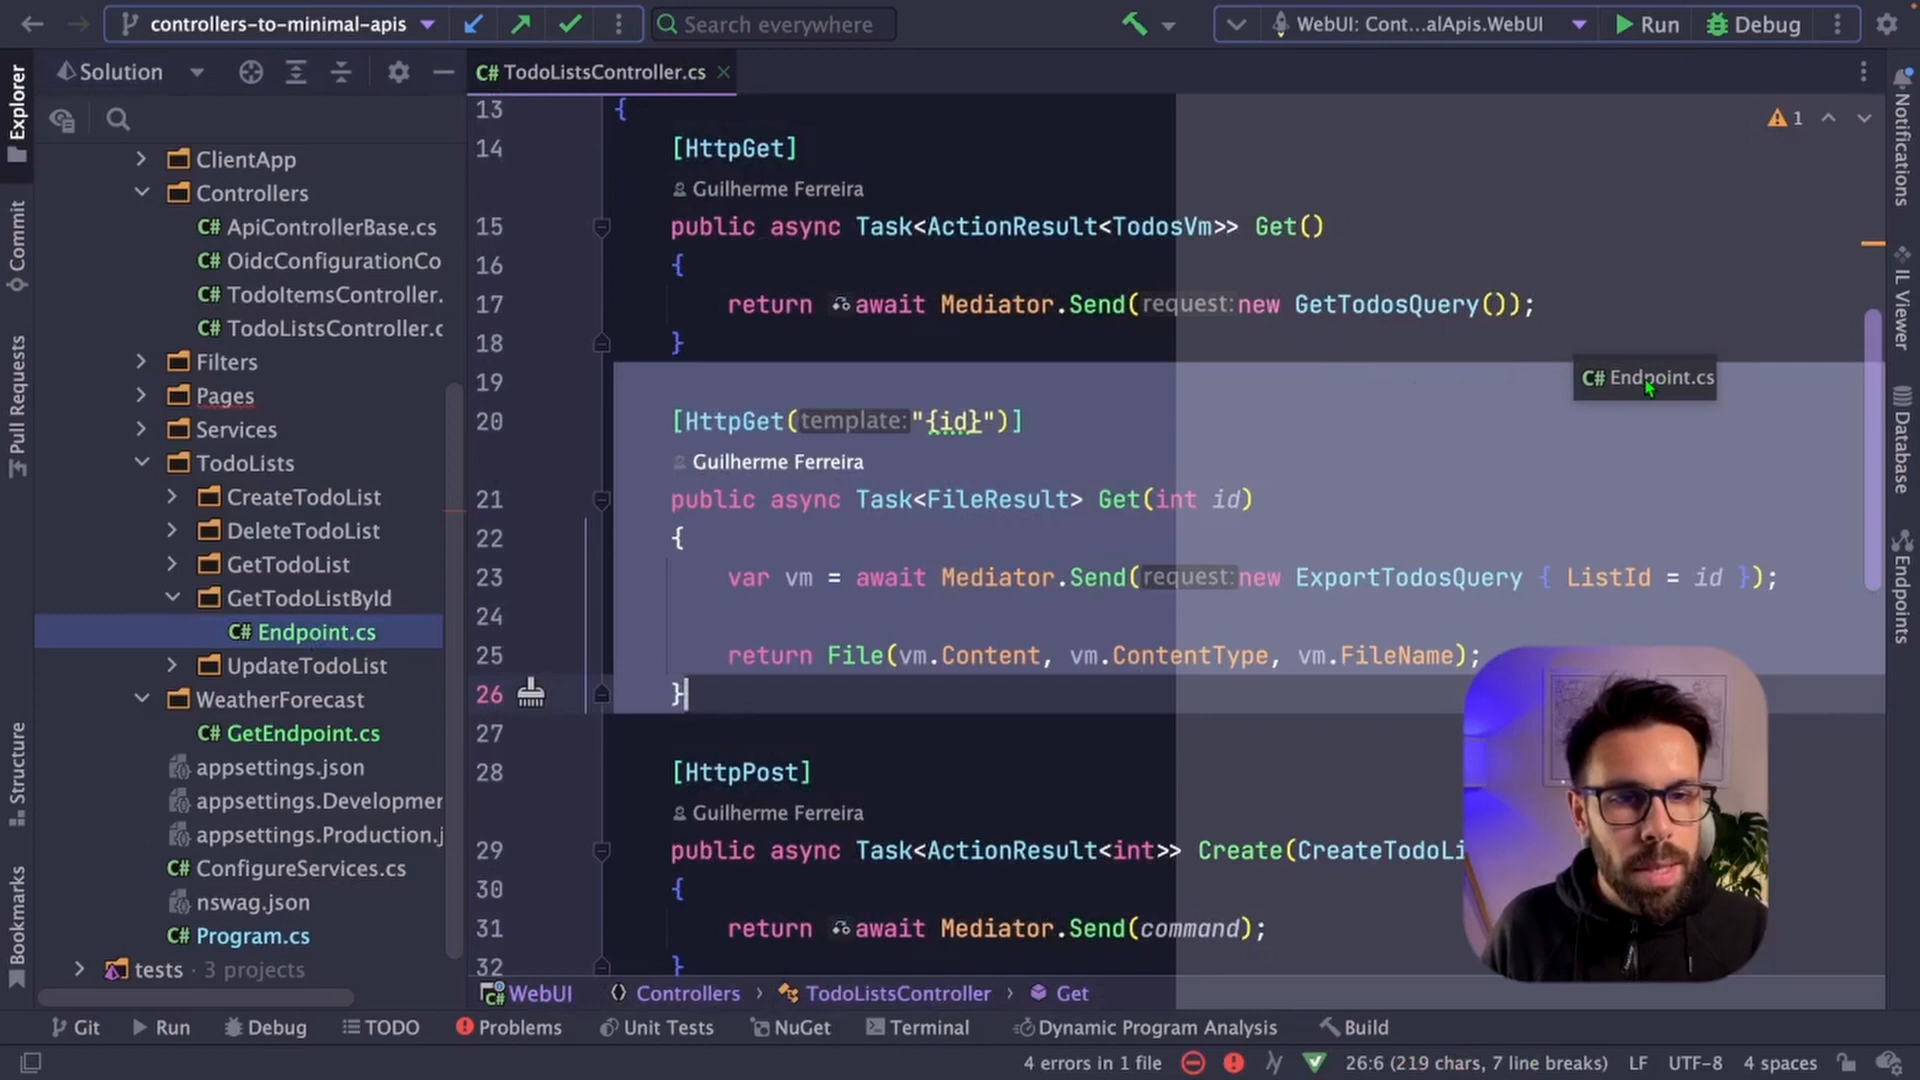 controllers-to-minimal-apis
Search everywhere
WebUI: Cont...alApis.WebUI
Run
Debug
Solution
C# TodoListsController.cs
Explorer
Commit
Pull Requests
Structure
Bookmarks
ClientApp
Controllers
C# ApiControllerBase.cs
C# OidcConfigurationCo
C# TodoItemsController.
C# TodoListsController.c
Filters
Pages
Services
TodoLists
CreateTodoList
DeleteTodoList
GetTodoList
GetTodoListById
C# Endpoint.cs
UpdateTodoList
WeatherForecast
C# GetEndpoint.cs
appsettings.json
appsettings.Developmer
appsettings.Production.j
C# ConfigureServices.cs
nswag.json
C# Program.cs
tests · 3 projects
1
13 {
14 [HttpGet]
Guilherme Ferreira
15 public async Task<ActionResult<TodosVm>> Get()
16 {
17 return await Mediator.Send(request:new GetTodosQuery());
18 }
19
20 [HttpGet(template:"{id}")]
Guilherme Ferreira
21 public async Task<FileResult> Get(int id)
22 {
23 var vm = await Mediator.Send(request:new ExportTodosQuery { ListId = id });
24
25 return File(vm.Content, vm.ContentType, vm.FileName);
26 }
27
28 [HttpPost]
Guilherme Ferreira
29 public async Task<ActionResult<int>> Create(CreateTodoLi
30 {
31 return await Mediator.Send(command);
32 }
C# Endpoint.cs
Notifications
IL Viewer
Database
Endpoints
WebUI
Controllers > TodoListsController > Get
Git
Run
Debug
TODO
Problems
Unit Tests
NuGet
Terminal
Dynamic Program Analysis
Build
4 errors in 1 file
26:6 (219 chars, 7 line breaks)
LF
UTF-8
4 spaces